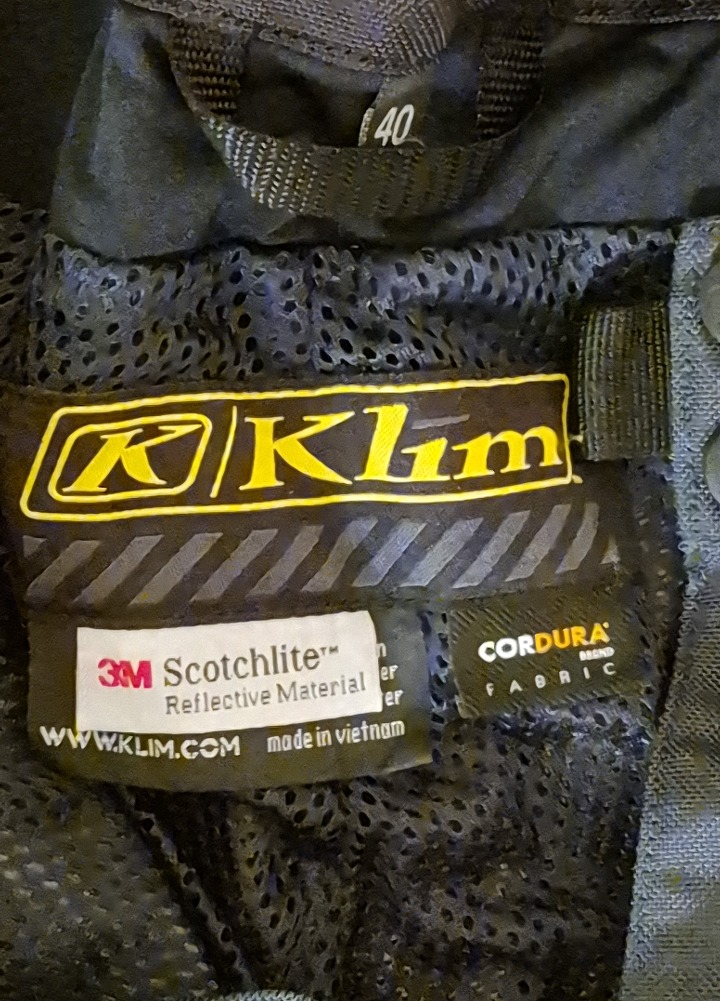 40
K Klim
3M Scotchlite™
Reflective Material
WWW.KLIM.COM made in vietnam
CORDURA®
BRAND
FABRIC